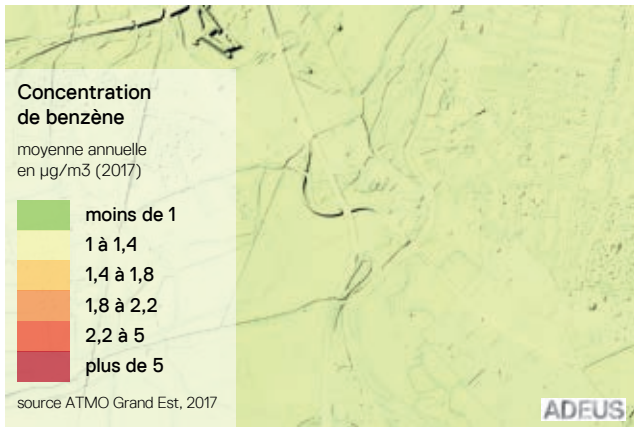 Concentration
de benzène
moyenne annuelle
en µg/m3 (2017)
moins de 1
1 à 1,4
1,4 à 1,8
1,8 à 2,2
2,2 à 5
plus de 5
source ATMO Grand Est, 2017
ADEUS